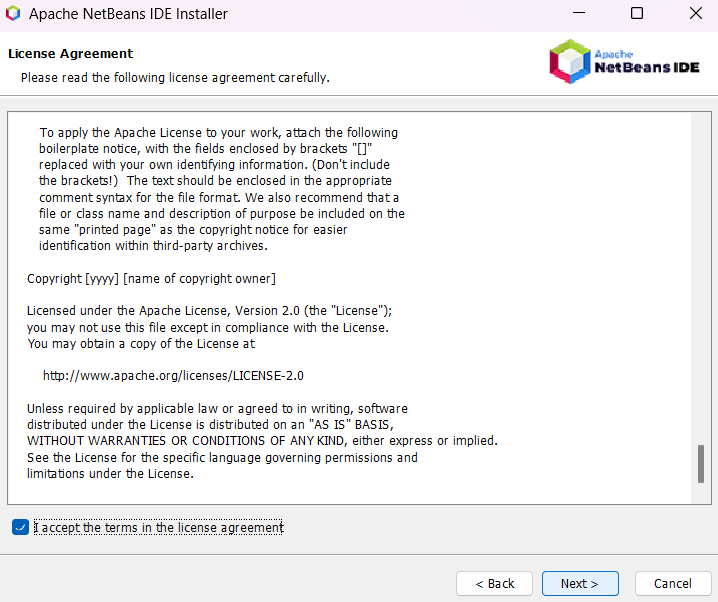 Apache NetBeans IDE Installer
License Agreement
Please read the following license agreement carefully.
Apache
NetBeans IDE
To apply the Apache License to your work, attach the following
boilerplate notice, with the fields enclosed by brackets "[]"
replaced with your own identifying information. (Don't include
the brackets!)  The text should be enclosed in the appropriate
comment syntax for the file format. We also recommend that a
file or class name and description of purpose be included on the
same "printed page" as the copyright notice for easier
identification within third-party archives.
Copyright [yyyy] [name of copyright owner]
Licensed under the Apache License, Version 2.0 (the "License");
you may not use this file except in compliance with the License.
You may obtain a copy of the License at
http://www.apache.org/licenses/LICENSE-2.0
Unless required by applicable law or agreed to in writing, software
distributed under the License is distributed on an "AS IS" BASIS,
WITHOUT WARRANTIES OR CONDITIONS OF ANY KIND, either express or implied.
See the License for the specific language governing permissions and
limitations under the License.
I accept the terms in the license agreement
< Back
Next >
Cancel